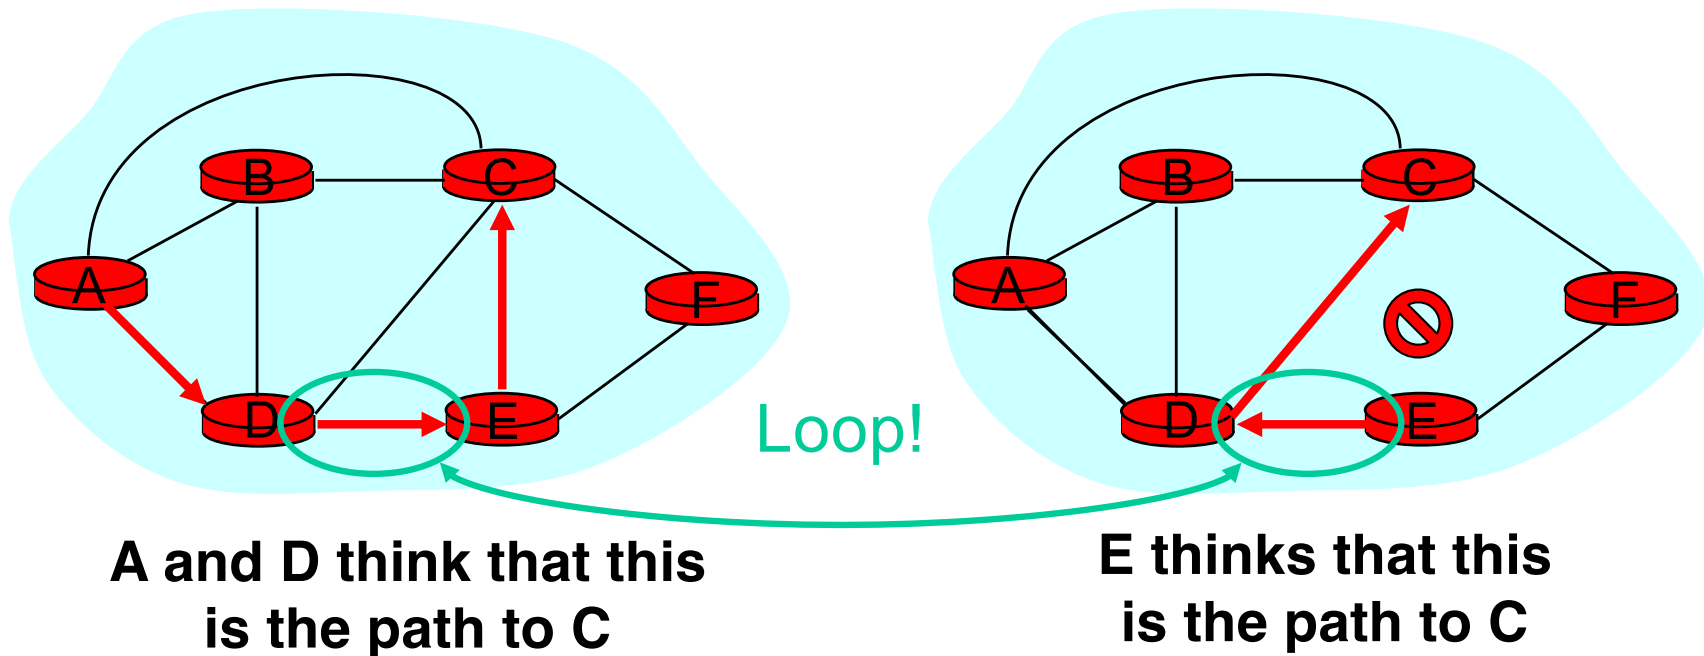 B
C
A
F
D
E
B
C
A
F
D
E
Loop!
A and D think that this
is the path to C
E thinks that this
is the path to C